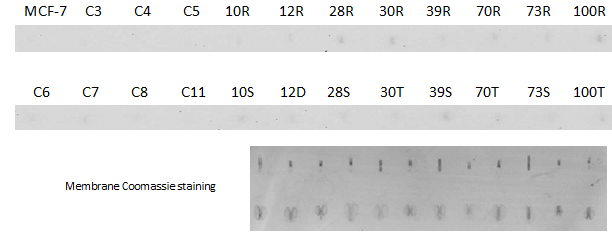 MCF-7 C3 C4 C5 10R 12R 28R 30R 39R 70R 73R 100R
C6 C7 C8 C11 10S 12D 28S 30T 39S 70T 73S 100T
Membrane Coomassie staining